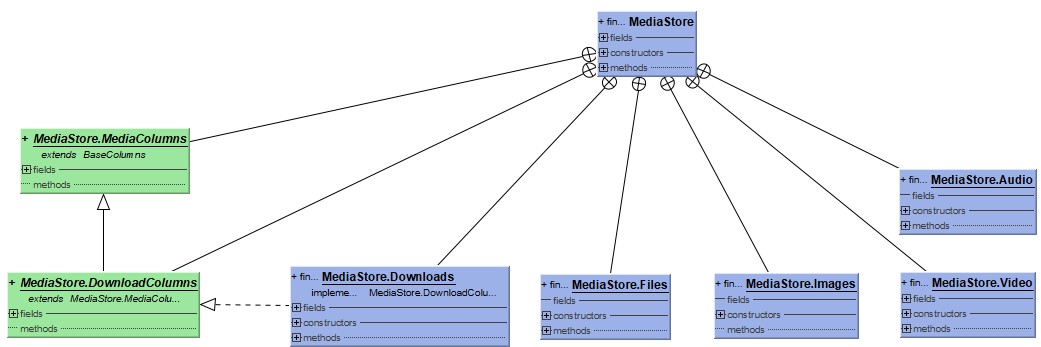 + fin... MediaStore
fields
constructors
methods
+ MediaStore.MediaColumns
extends BaseColumns
fields
methods
+ fin... MediaStore.Audio
fields
constructors
methods
+ MediaStore.DownloadColumns
extends MediaStore.MediaColu...
fields
methods
+ fin... MediaStore.Downloads
impleme... MediaStore.DownloadColu...
fields
constructors
methods
+ fin... MediaStore.Files
fields
constructors
methods
+ fin... MediaStore.Images
fields
constructors
methods
+ fin... MediaStore.Video
fields
constructors
methods